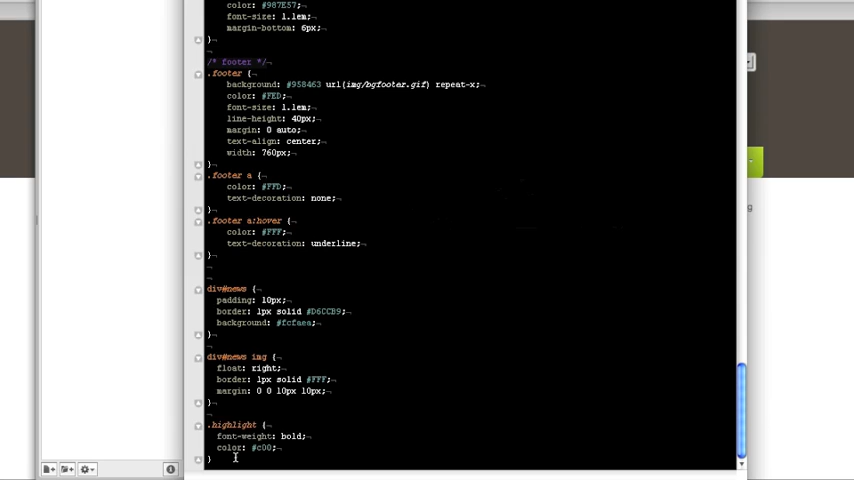 color: #987E57;
font-size: 1.1em;
margin-bottom: 6px;
}
/* footer */
.footer {
background: #958463 url(img/bgfooter.gif) repeat-x;
color: #FED;
font-size: 1.1em;
line-height: 40px;
margin: 0 auto;
text-align: center;
width: 760px;
}
.footer a {
color: #FFD;
text-decoration: none;
}
.footer a:hover {
color: #FFF;
text-decoration: underline;
}
div#news {
padding: 10px;
border: 1px solid #D6CCB9;
background: #fcfaea;
}
div#news img {
float: right;
border: 1px solid #FFF;
margin: 0 0 10px 10px;
}
.highlight {
font-weight: bold;
color: #c00;
}